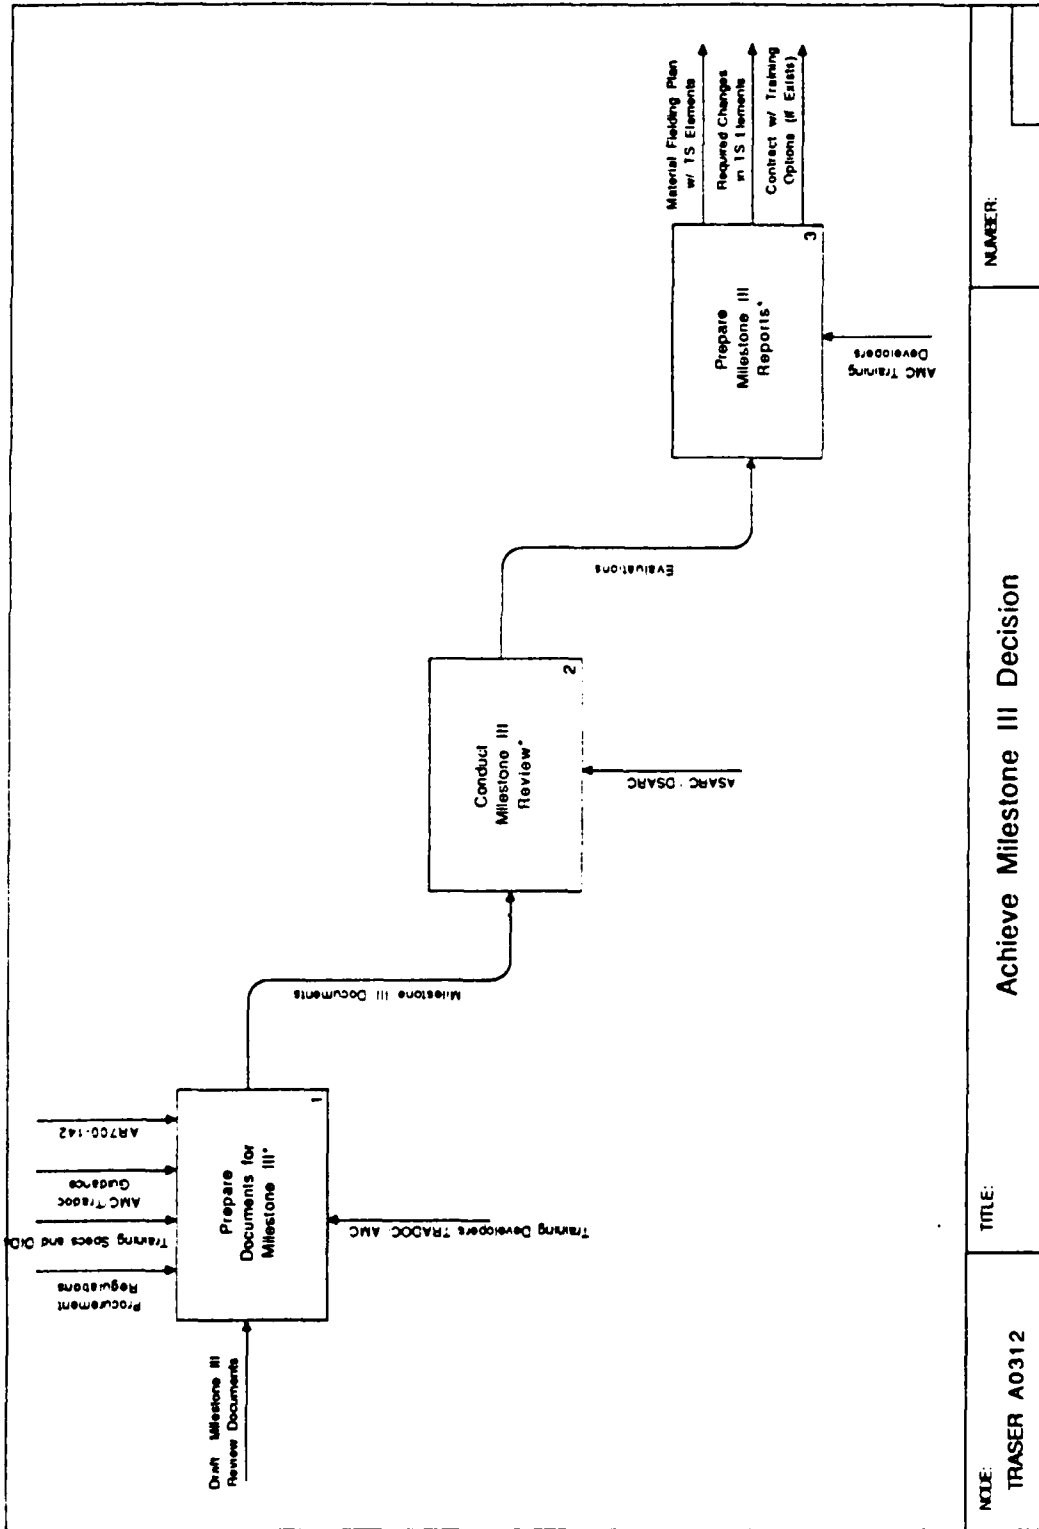 Procurement
Regulations
Training Specs and DIDs
AMC/Tradoc
Guidance
AR700-142
Draft Milestone III
Review Documents
Prepare
Documents for
Milestone III*
1
Training Developers TRADOC/AMC
Milestone III Documents
Conduct
Milestone III
Review*
2
ASARC/DSARC
Evaluations
Prepare
Milestone III
Reports*
3
AMC Training
Developers
Material Fielding Plan
w/ TS Elements
Required Changes
in TS Elements
Contract w/ Training
Options (If Exists)
NODE:
TRASER A0312
TITLE:
Achieve Milestone III Decision
NUMBER: